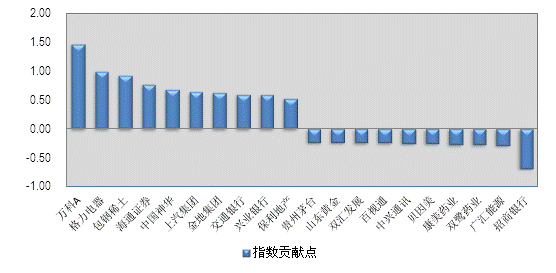 2.00
1.50
1.00
0.50
0.00
-0.50
-1.00
万科A
格力电器
包钢稀土
海通证券
中国神华
上汽集团
金地集团
交通银行
兴业银行
保利地产
贵州茅台
山东黄金
双汇发展
百视通
中兴通讯
贝因美
康美药业
双鹭药业
广汇能源
招商银行
指数贡献点